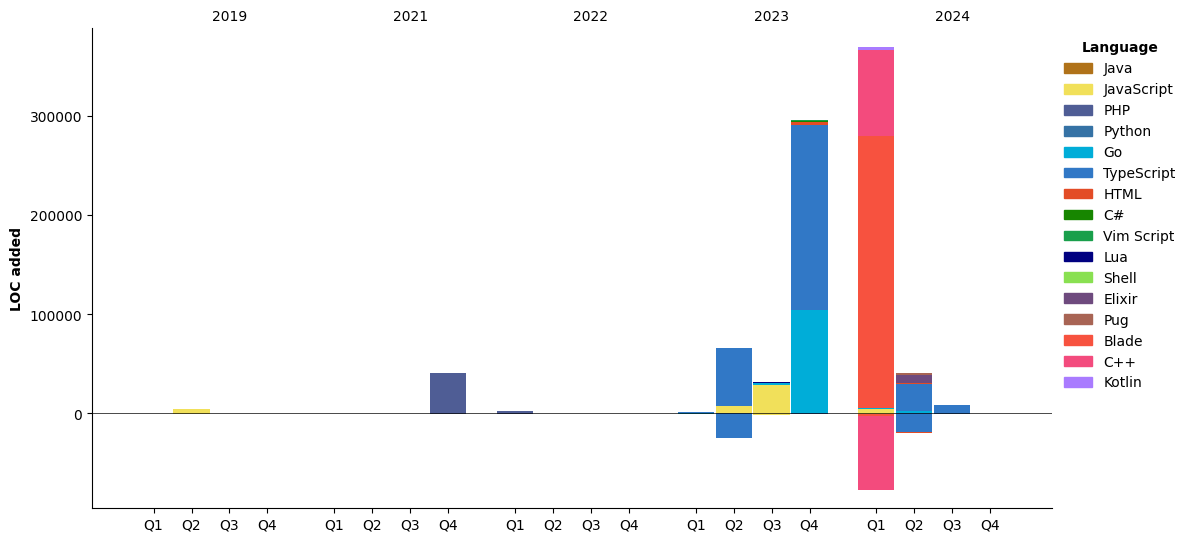 2019 2021 2022 2023 2024
LOC added
300000
200000
100000
0
Q1 Q2 Q3 Q4 Q1 Q2 Q3 Q4 Q1 Q2 Q3 Q4 Q1 Q2 Q3 Q4 Q1 Q2 Q3 Q4
Language
Java
JavaScript
PHP
Python
Go
TypeScript
HTML
C#
Vim Script
Lua
Shell
Elixir
Pug
Blade
C++
Kotlin